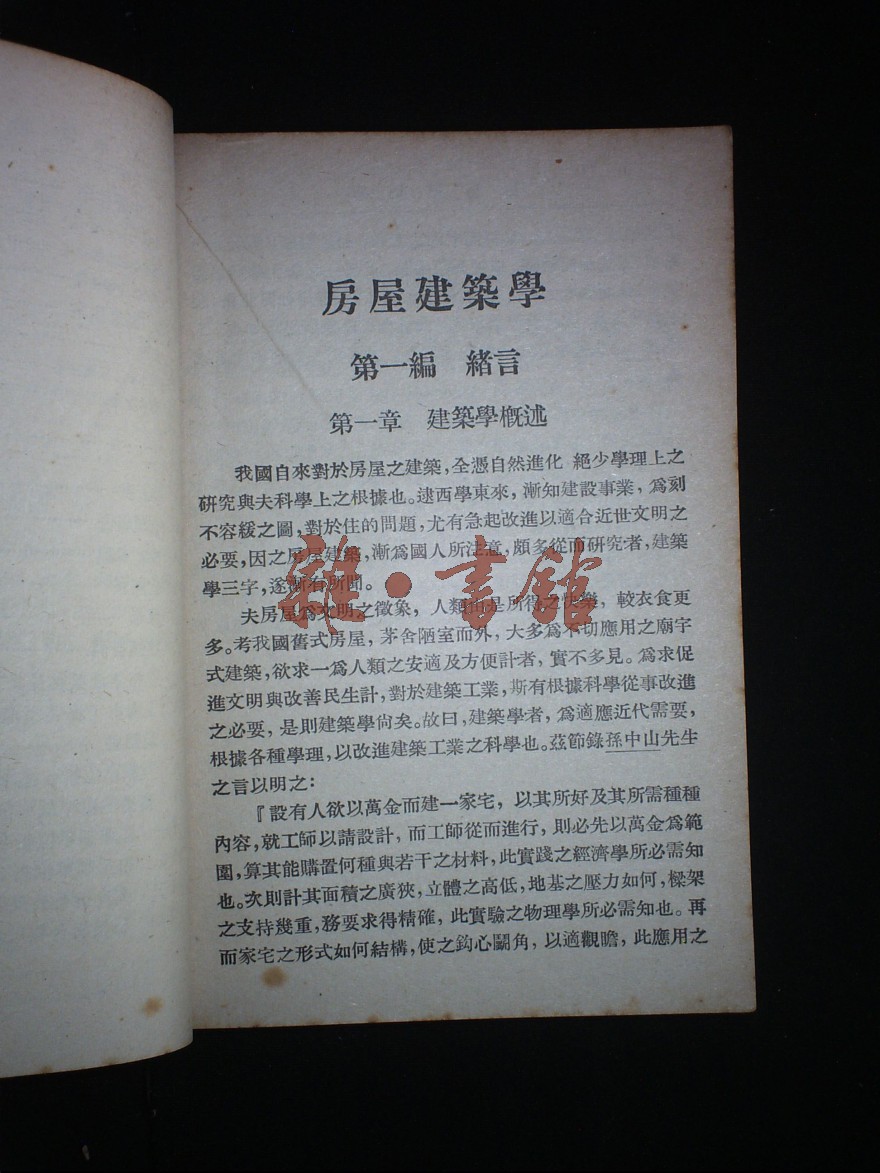 房屋建築學
第一編 緒言
第一章 建築學槪述
我國自來對於房屋之建築，全憑自然進化 絕少學理上之
硏究與夫科學上之根據也。逮西學東來，漸知建設事業，爲刻
不容緩之圖，對於住的問題，尤有急起改進以適合近世文明之
必要，因之房屋建築，漸爲國人所注意，頗多從而硏究者，建築
學三字，遂漸有所聞。
夫房屋爲文明之徵象，人類由是所得之快樂，較衣食更
多。考我國舊式房屋，茅舍陋室而外，大多爲不切應用之廟宇
式建築，欲求一爲人類之安適及方便計者，實不多見。爲求促
進文明與改善民生計，對於建築工業，斯有根據科學從事改進
之必要，是則建築學尙矣。故曰，建築學者，爲適應近代需要，
根據各種學理，以改進建築工業之科學也。茲節錄孫中山先生
之言以明之：
『設有人欲以萬金而建一家宅，以其所好及其所需種種
內容，就工師以請設計，而工師從而進行，則必先以萬金爲範
圍，算其能購置何種與若干之材料，此實踐之經濟學所必需知
也。次則計其面積之廣狹，立體之高低，地基之壓力如何，樑架
之支持幾重，務要求得精確，此實驗之物理學所必需知也。再
而家宅之形式如何結構，使之鈎心鬭角，以適觀瞻，此應用之
雜·書館